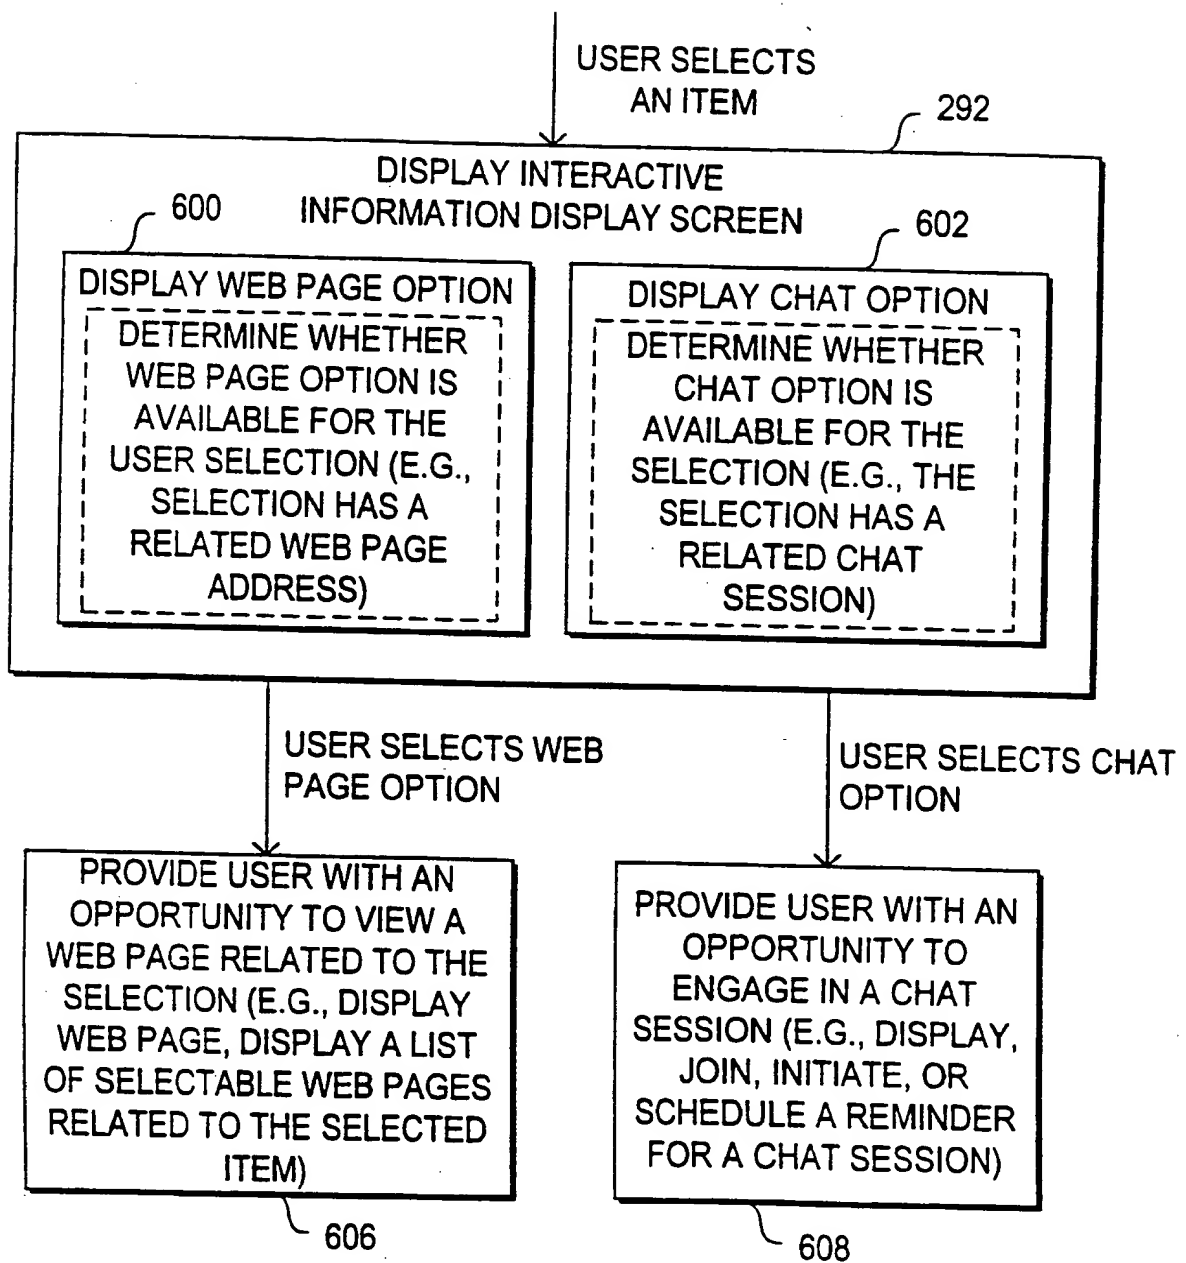 USER SELECTS
AN ITEM
292
DISPLAY INTERACTIVE
INFORMATION DISPLAY SCREEN
600
602
DISPLAY WEB PAGE OPTION
DETERMINE WHETHER
WEB PAGE OPTION IS
AVAILABLE FOR THE
USER SELECTION (E.G.,
SELECTION HAS A
RELATED WEB PAGE
ADDRESS)
DISPLAY CHAT OPTION
DETERMINE WHETHER
CHAT OPTION IS
AVAILABLE FOR THE
SELECTION (E.G., THE
SELECTION HAS A
RELATED CHAT
SESSION)
USER SELECTS WEB
PAGE OPTION
USER SELECTS CHAT
OPTION
PROVIDE USER WITH AN
OPPORTUNITY TO VIEW A
WEB PAGE RELATED TO THE
SELECTION (E.G., DISPLAY
WEB PAGE, DISPLAY A LIST
OF SELECTABLE WEB PAGES
RELATED TO THE SELECTED
ITEM)
606
PROVIDE USER WITH AN
OPPORTUNITY TO
ENGAGE IN A CHAT
SESSION (E.G., DISPLAY,
JOIN, INITIATE, OR
SCHEDULE A REMINDER
FOR A CHAT SESSION)
608